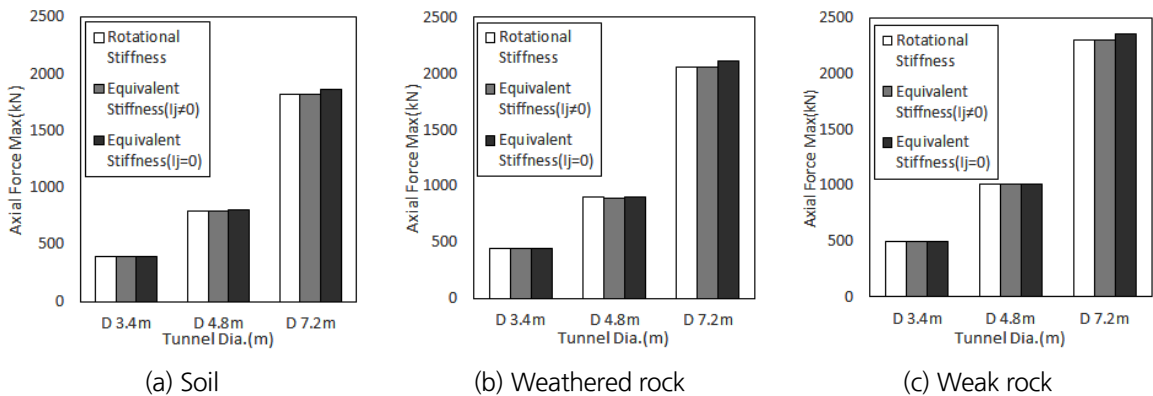 2500
2000
1500
1000
500
0
Axial Force Max(kN)
Rotational
Stiffness
Equivalent
Stiffness(Ij≠0)
Equivalent
Stiffness(Ij=0)
D 3.4m
D 4.8m
D 7.2m
Tunnel Dia.(m)
(a) Soil
2500
2000
1500
1000
500
0
Axial Force Max(kN)
Rotational
Stiffness
Equivalent
Stiffness(Ij≠0)
Equivalent
Stiffness(Ij=0)
D 3.4m
D 4.8m
D 7.2m
Tunnel Dia.(m)
(b) Weathered rock
2500
2000
1500
1000
500
0
Axial Force Max(kN)
Rotational
Stiffness
Equivalent
Stiffness(Ij≠0)
Equivalent
Stiffness(Ij=0)
D 3.4m
D 4.8m
D 7.2m
Tunnel Dia.(m)
(c) Weak rock